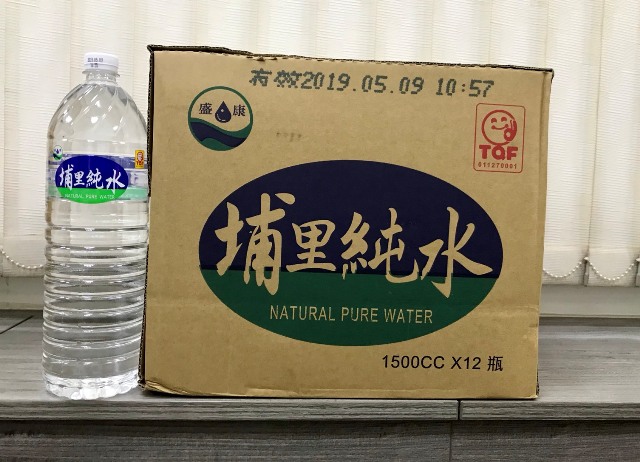 有效2019.05.09 10:57
盛 康
TQF
011270001
埔里純水
NATURAL PURE WATER
1500CC X12 瓶
埔里純水
NATURAL PURE WATER